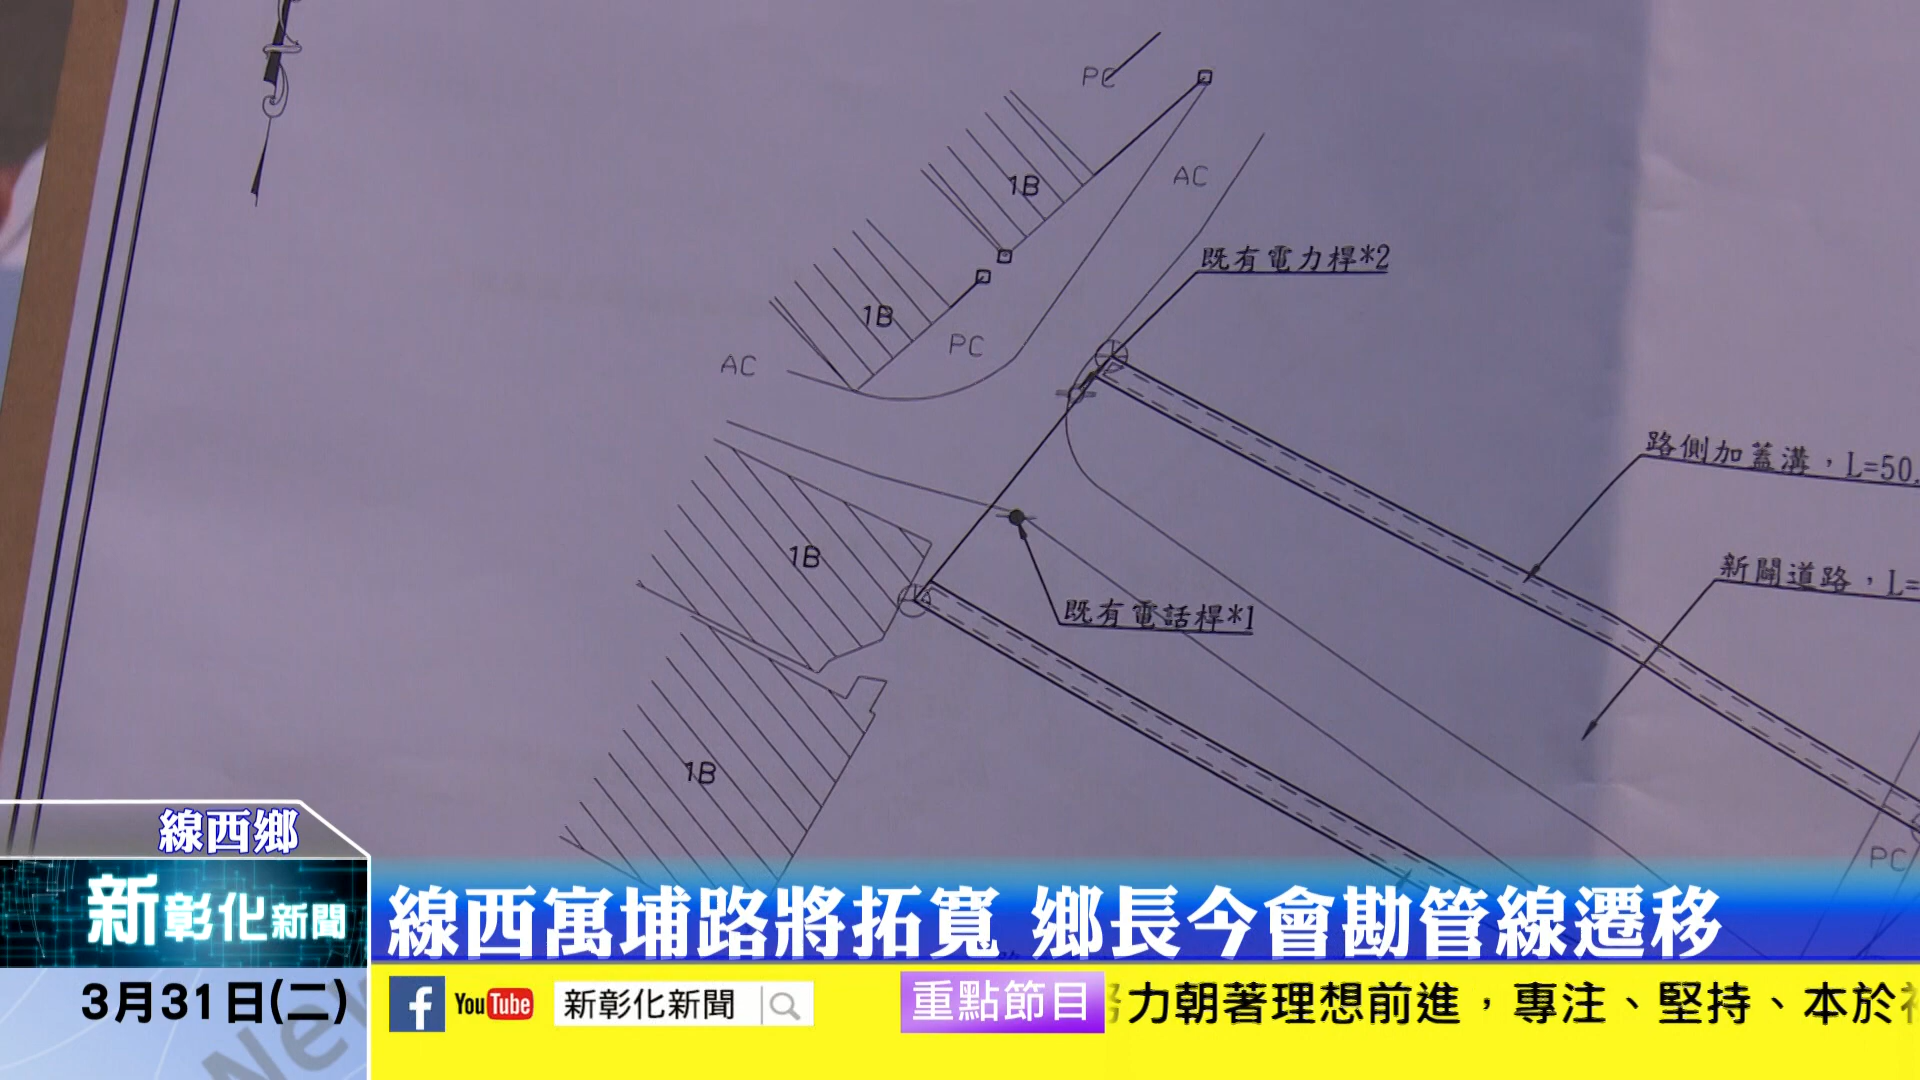 PC
1B
AC
既有電力桿*2
1B
PC
AC
路側加蓋溝，L=50.
新闢道路，L=
1B
既有電話桿*1
1B
PC
線西鄉
新彰化新聞
線西寓埔路將拓寬 鄉長今會勘管線遷移
3月31日(二)
f YouTube 新彰化新聞
重點節目
力朝著理想前進，專注、堅持、本於